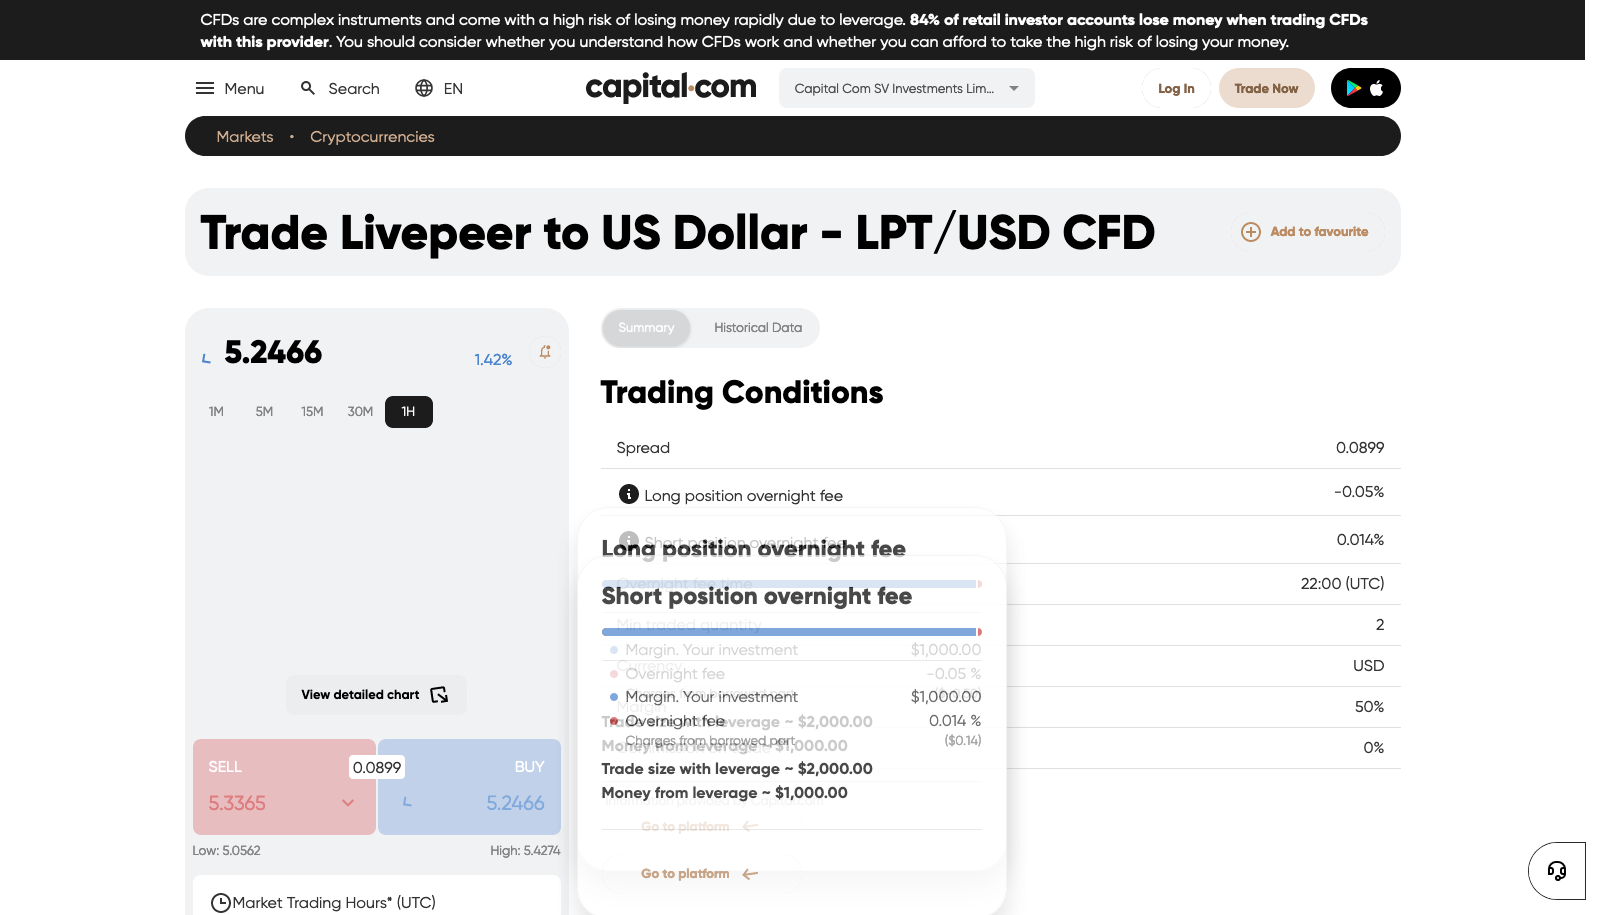 CFDs are complex instruments and come with a high risk of losing money rapidly due to leverage. 84% of retail investor accounts lose money when trading CFDs
with this provider. You should consider whether you understand how CFDs work and whether you can afford to take the high risk of losing your money.
Menu Search EN capital.com Capital Com SV Investments Lim... Log In Trade Now
Markets • Cryptocurrencies
Trade Livepeer to US Dollar - LPT/USD CFD
Add to favourite
5.2466 1.42%
1M 5M 15M 30M 1H
View detailed chart
SELL 0.0899 BUY
5.3365 5.2466
Low: 5.0562 High: 5.4274
Market Trading Hours* (UTC)
Summary Historical Data
Trading Conditions
Spread 0.0899
Long position overnight fee -0.05%
Short position overnight fee 0.014%
Overnight fee time 22:00 (UTC)
Min traded quantity 2
Currency USD
Margin 50%
0%
Information provided by Capital.com
Long position overnight fee
Margin. Your investment $1,000.00
Overnight fee -0.05 %
Trade size with leverage ~ $2,000.00
Money from leverage ~ $1,000.00
Go to platform
Short position overnight fee
Margin. Your investment $1,000.00
Overnight fee 0.014 %
Charges from borrowed part ($0.14)
Trade size with leverage ~ $2,000.00
Money from leverage ~ $1,000.00
Go to platform